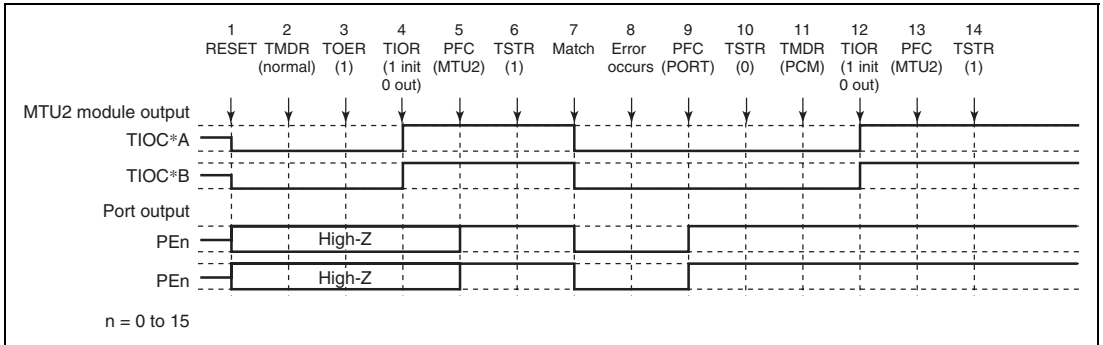 1 2 3 4 5 6 7 8 9 10 11 12 13 14
RESET TMDR TOER TIOR PFC TSTR Match Error PFC TSTR TMDR TIOR PFC TSTR
(normal) (1) (1 init (MTU2) (1) occurs (PORT) (0) (PCM) (1 init (MTU2) (1)
0 out) 0 out)
MTU2 module output
TIOC*A
TIOC*B
Port output
PEn High-Z
PEn High-Z
n = 0 to 15